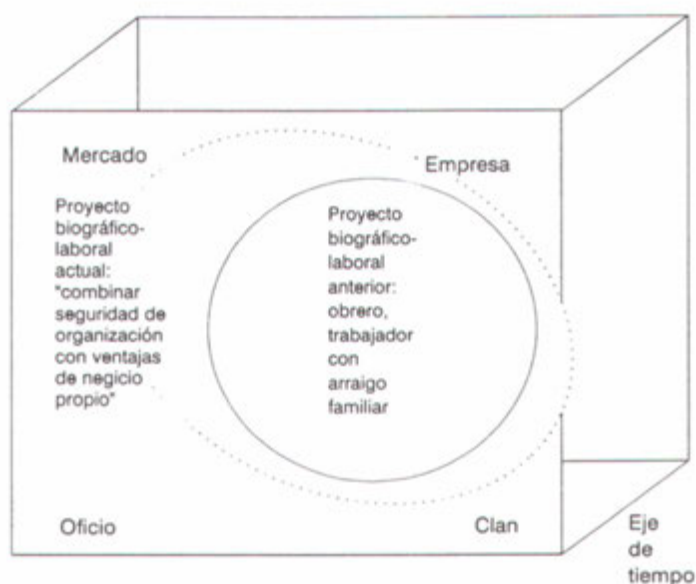 Mercado
Empresa
Proyecto
biográfico-
laboral
actual:
"combinar
seguridad de
organización
con ventajas
de negicio
propio"
Proyecto
biográfico-
laboral
anterior:
obrero,
trabajador
con
arraigo
familiar
Oficio
Clan
Eje
de
tiempo